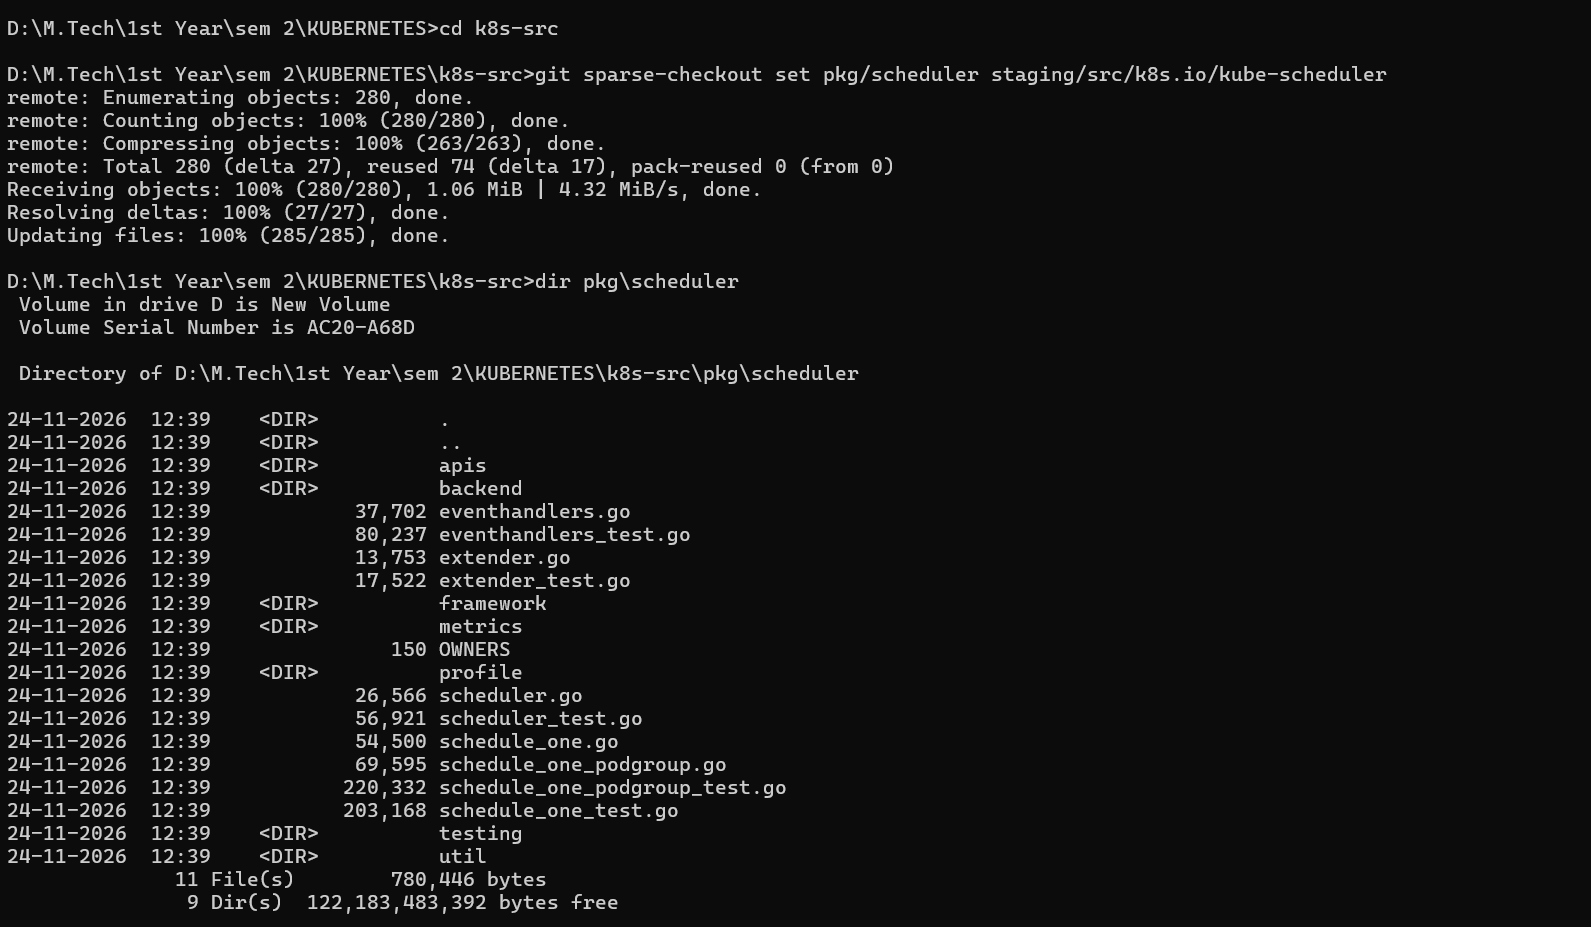 D:\M.Tech\1st Year\sem 2\KUBERNETES>cd k8s-src
D:\M.Tech\1st Year\sem 2\KUBERNETES\k8s-src>git sparse-checkout set pkg/scheduler staging/src/k8s.io/kube-scheduler
remote: Enumerating objects: 280, done.
remote: Counting objects: 100% (280/280), done.
remote: Compressing objects: 100% (263/263), done.
remote: Total 280 (delta 27), reused 74 (delta 17), pack-reused 0 (from 0)
Receiving objects: 100% (280/280), 1.06 MiB | 4.32 MiB/s, done.
Resolving deltas: 100% (27/27), done.
Updating files: 100% (285/285), done.
D:\M.Tech\1st Year\sem 2\KUBERNETES\k8s-src>dir pkg\scheduler
 Volume in drive D is New Volume
 Volume Serial Number is AC20-A68D
 Directory of D:\M.Tech\1st Year\sem 2\KUBERNETES\k8s-src\pkg\scheduler
24-11-2026  12:39    <DIR>          .
24-11-2026  12:39    <DIR>          ..
24-11-2026  12:39    <DIR>          apis
24-11-2026  12:39    <DIR>          backend
24-11-2026  12:39            37,702 eventhandlers.go
24-11-2026  12:39            80,237 eventhandlers_test.go
24-11-2026  12:39            13,753 extender.go
24-11-2026  12:39            17,522 extender_test.go
24-11-2026  12:39    <DIR>          framework
24-11-2026  12:39    <DIR>          metrics
24-11-2026  12:39               150 OWNERS
24-11-2026  12:39    <DIR>          profile
24-11-2026  12:39            26,566 scheduler.go
24-11-2026  12:39            56,921 scheduler_test.go
24-11-2026  12:39            54,500 schedule_one.go
24-11-2026  12:39            69,595 schedule_one_podgroup.go
24-11-2026  12:39           220,332 schedule_one_podgroup_test.go
24-11-2026  12:39           203,168 schedule_one_test.go
24-11-2026  12:39    <DIR>          testing
24-11-2026  12:39    <DIR>          util
              11 File(s)        780,446 bytes
               9 Dir(s)  122,183,483,392 bytes free